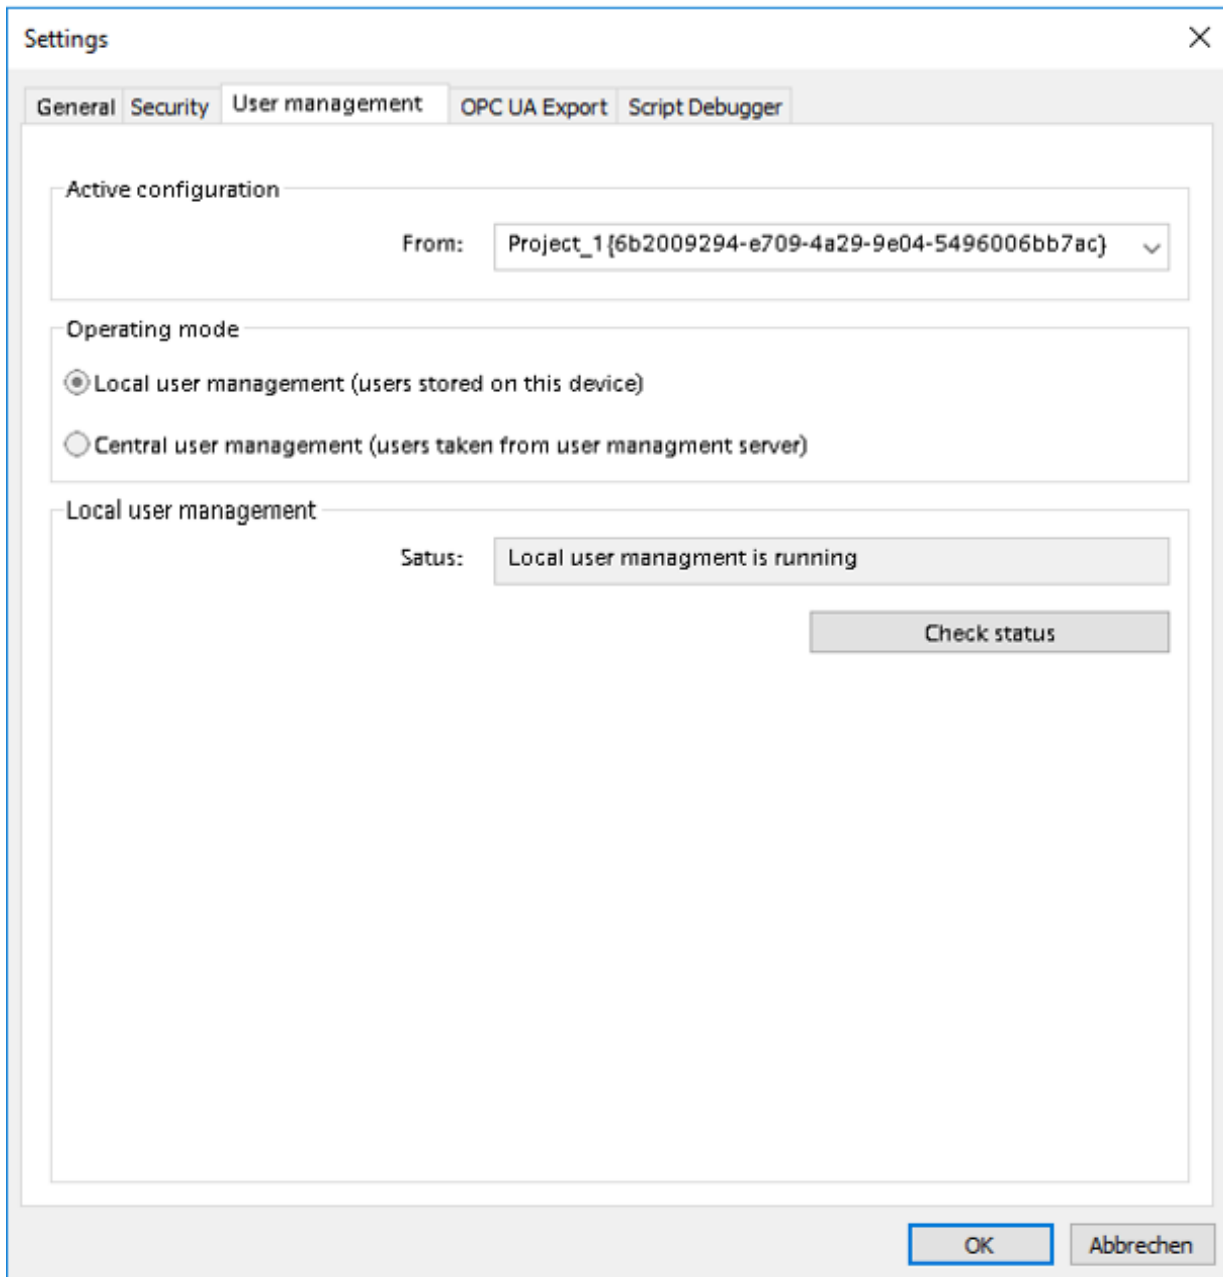 Settings
General Security User management OPC UA Export Script Debugger
Active configuration
From: Project_1{6b2009294-e709-4a29-9e04-5496006bb7ac}
Operating mode
Local user management (users stored on this device)
Central user management (users taken from user managment server)
Local user management
Satus: Local user managment is running
Check status
OK Abbrechen